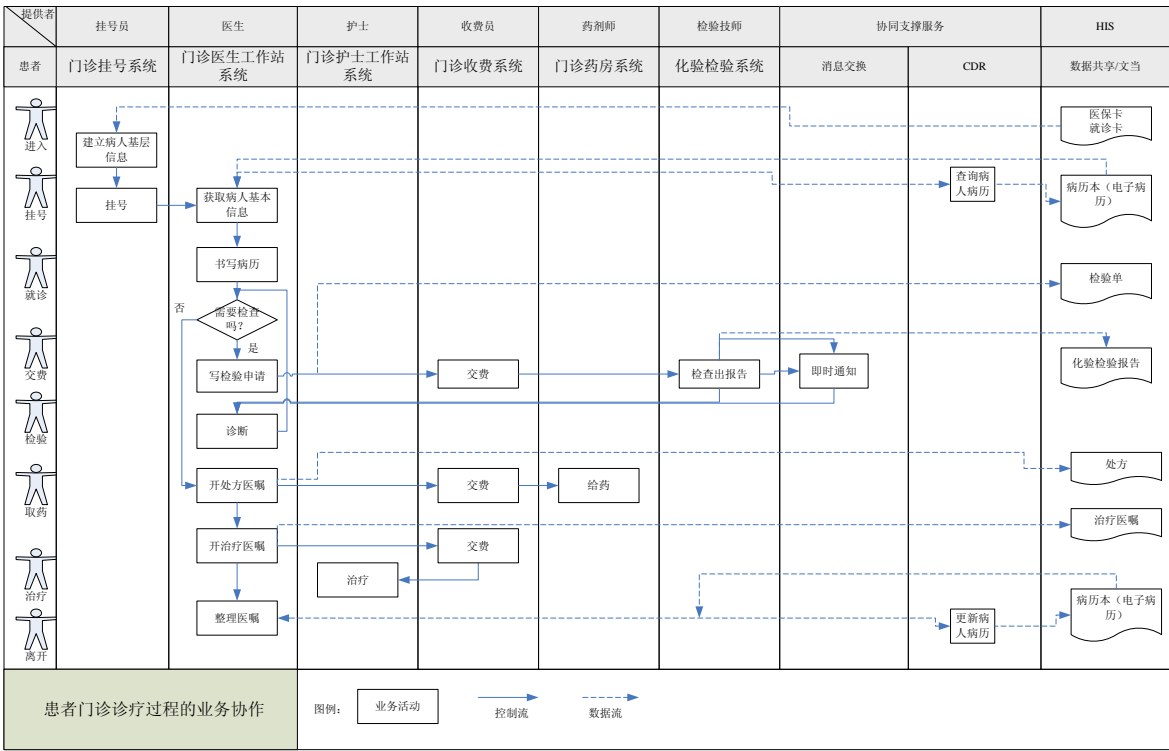 提供者
挂号员
医生
护士
收费员
药剂师
检验技师
协同支撑服务
HIS
患者
门诊挂号系统
门诊医生工作站
系统
门诊护士工作站
系统
门诊收费系统
门诊药房系统
化验检验系统
消息交换
CDR
数据共享/文当
进入
建立病人基层
信息
医保卡
就诊卡
挂号
挂号
获取病人基本
信息
查询病
人病历
病历本（电子病
历）
就诊
书写病历
检验单
否
需要检查
吗？
是
交费
写检验申请
交费
检查出报告
即时通知
化验检验报告
检验
诊断
取药
开处方医嘱
交费
给药
处方
开治疗医嘱
交费
治疗医嘱
治疗
治疗
离开
整理医嘱
更新病
人病历
病历本（电子病
历）
患者门诊诊疗过程的业务协作
图例：
业务活动
控制流
数据流